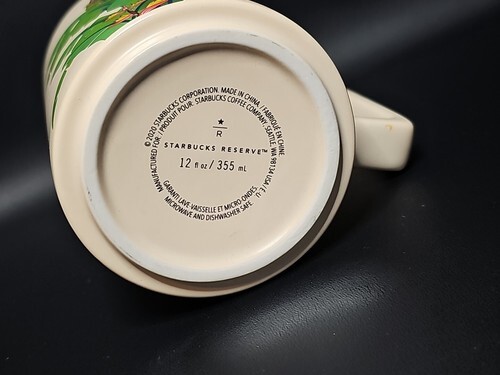 © 2020 STARBUCKS CORPORATION. MADE IN CHINA. / FABRIQUÉ EN CHINE
MANUFACTURED FOR: / PRODUIT POUR: STARBUCKS COFFEE COMPANY, SEATTLE, WA 98134 USA / É.-U.
R
STARBUCKS RESERVE™
12 fl oz / 355 mL
GARANTI LAVE-VAISSELLE ET MICRO-ONDES
MICROWAVE AND DISHWASHER SAFE